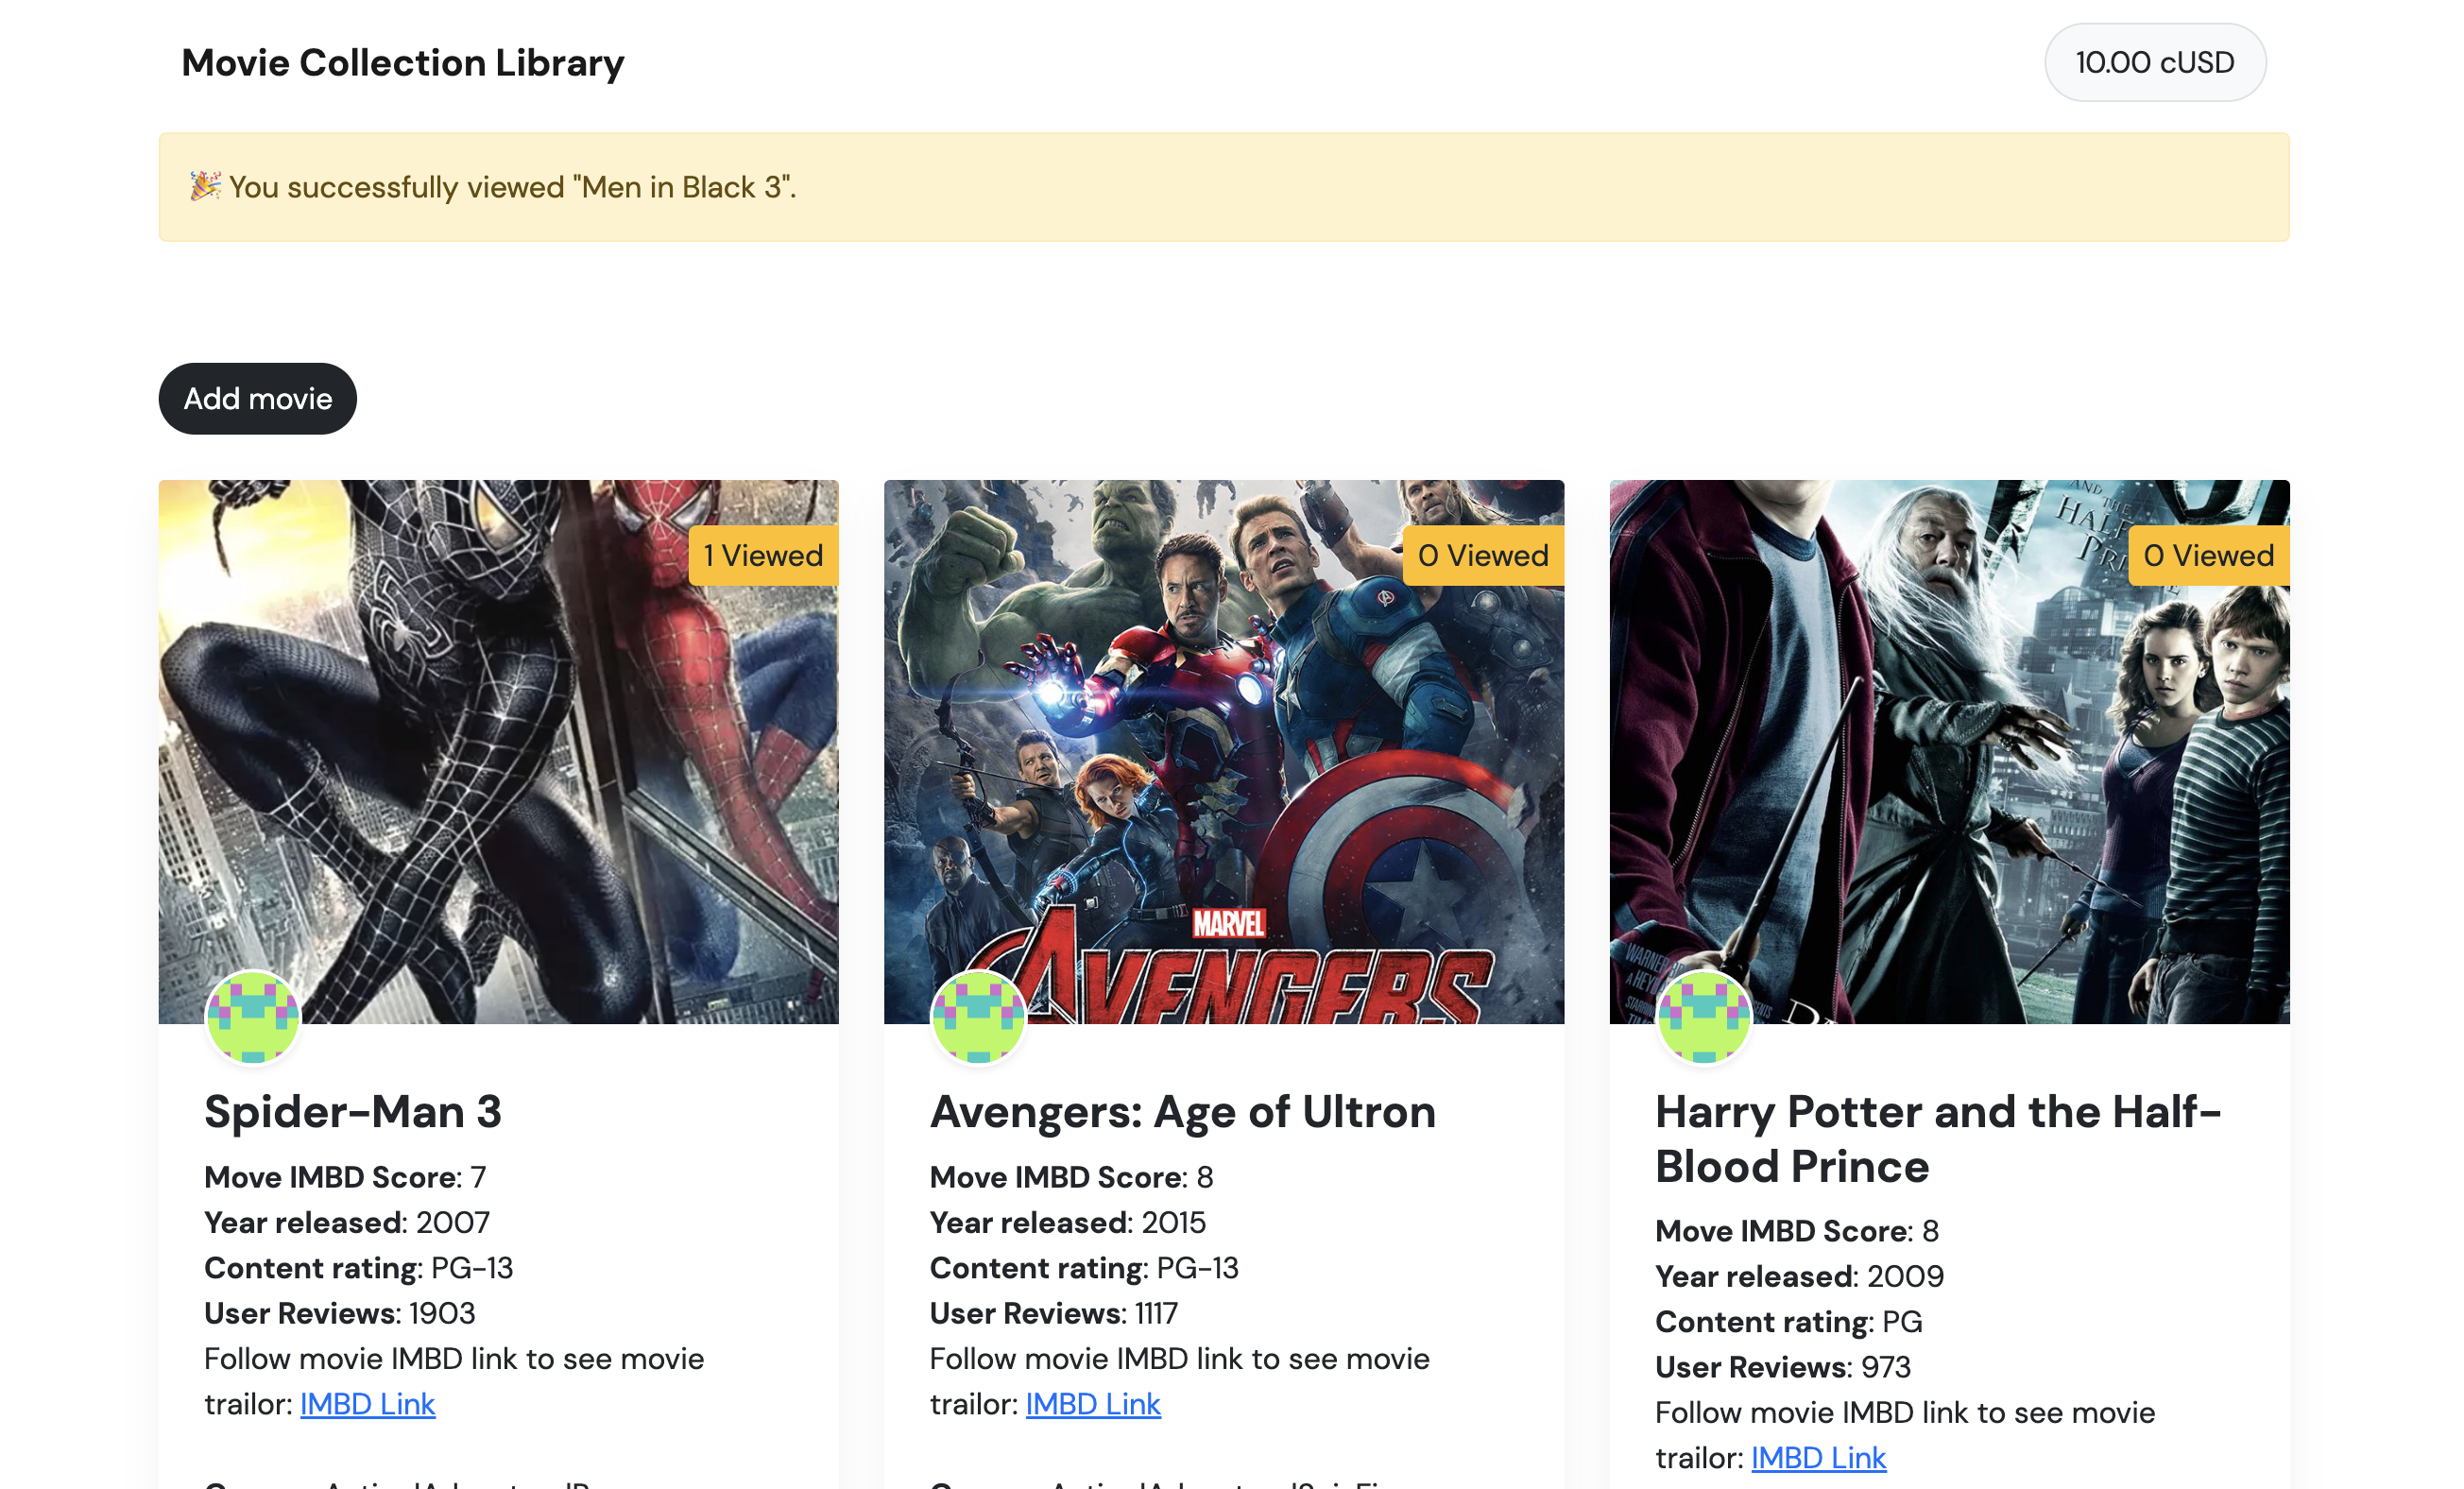 Movie Collection Library
10.00 cUSD
🎉 You successfully viewed "Men in Black 3".
Add movie
1 Viewed
0 Viewed
AND THE
HALF
0 Viewed
MARVEL
AVENGERS
WARNER
Spider-Man 3
Move IMBD Score: 7
Year released: 2007
Content rating: PG-13
User Reviews: 1903
Follow movie IMBD link to see movie
trailor: IMBD Link
Avengers: Age of Ultron
Move IMBD Score: 8
Year released: 2015
Content rating: PG-13
User Reviews: 1117
Follow movie IMBD link to see movie
trailor: IMBD Link
Harry Potter and the Half-
Blood Prince
Move IMBD Score: 8
Year released: 2009
Content rating: PG
User Reviews: 973
Follow movie IMBD link to see movie
trailor: IMBD Link